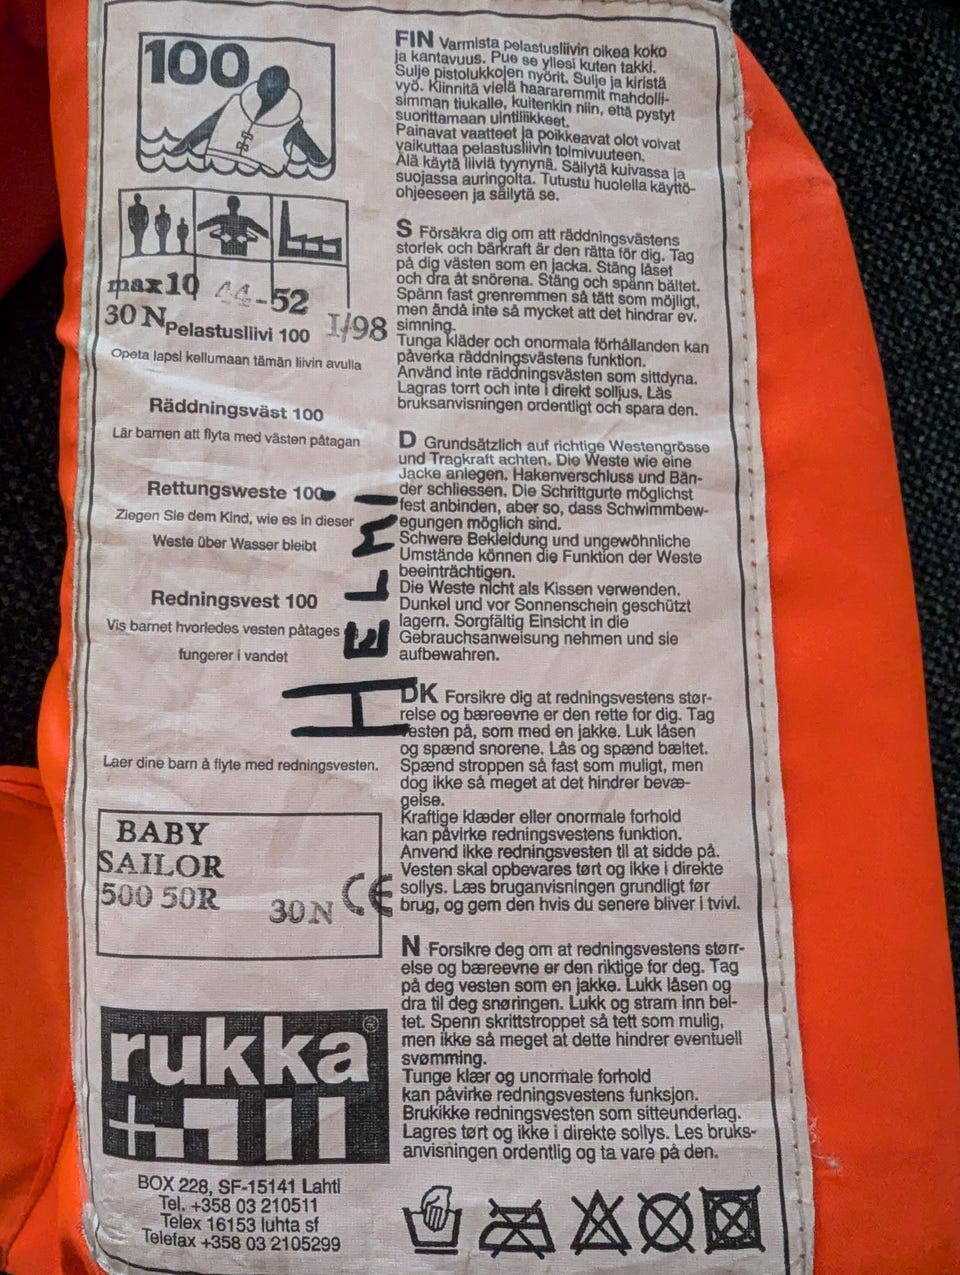 100
max 10
44-52
30 N
Pelastusliivi 100
I/98
Opeta lapsi kellumaan tämän liivin avulla
Räddningsväst 100
Lär barnen att flyta med västen påtagan
Rettungsweste 100
Ziegen Sie dem Kind, wie es in dieser
Weste über Wasser bleibt
Redningsvest 100
Vis barnet hvorledes vesten påtages
fungerer i vandet
HELMI
Laer dine barn å flyte med redningsvesten.
BABY
SAILOR
500 50R
30N CE
rukka®
BOX 228, SF-15141 Lahti
Tel. +358 03 210511
Telex 16153 luhta sf
Telefax +358 03 2105299
FIN Varmista pelastusliivin oikea koko
ja kantavuus. Pue se yllesi kuten takki.
Sulje pistolukkojen nyörit. Sulje ja kiristä
vyö. Kiinnitä vielä haararemmit mahdolli-
simman tiukalle, kuitenkin niin, että pystyt
suorittamaan uintiliikkeet.
Painavat vaatteet ja poikkeavat olot voivat
vaikuttaa pelastusliivin toimivuuteen.
Älä käytä liiviä tyynynä. Säilytä kuivassa ja
suojassa auringolta. Tutustu huolella käyttö-
ohjeeseen ja säilytä se.
S Försäkra dig om att räddningsvästens
storlek och bärkraft är den rätta för dig. Tag
på dig västen som en jacka. Stäng låset
och dra åt snörena. Stäng och spänn bältet.
Spänn fast grenremmen så tätt som möjligt,
men ändå inte så mycket att det hindrar ev.
simning.
Tunga kläder och onormala förhållanden kan
påverka räddningsvästens funktion.
Använd inte räddningsvästen som sittdyna.
Lagras torrt och inte i direkt solljus. Läs
bruksanvisningen ordentligt och spara den.
D Grundsätzlich auf richtige Westengrösse
und Tragkraft achten. Die Weste wie eine
Jacke anlegen. Hakenverschluss und Bän-
der schliessen. Die Schrittgurte möglichst
fest anbinden, aber so, dass Schwimmbew-
egungen möglich sind.
Schwere Bekleidung und ungewöhnliche
Umstände können die Funktion der Weste
beeinträchtigen.
Die Weste nicht als Kissen verwenden.
Dunkel und vor Sonnenschein geschützt
lagern. Sorgfältig Einsicht in die
Gebrauchsanweisung nehmen und sie
aufbewahren.
DK Forsikre dig at redningsvestens stør-
relse og bæreevne er den rette for dig. Tag
vesten på, som med en jakke. Luk låsen
og spænd snorene. Lås og spænd bæltet.
Spænd stroppen så fast som muligt, men
dog ikke så meget at det hindrer bevæ-
gelse.
Kraftige klæder eller onormale forhold
kan påvirke redningsvestens funktion.
Anvend ikke redningsvesten til at sidde på.
Vesten skal opbevares tørt og ikke i direkte
sollys. Læs bruganvisningen grundligt før
brug, og gem den hvis du senere bliver i tvivl.
N Forsikre deg om at redningsvestens størr-
else og bæreevne er den riktige for deg. Tag
på deg vesten som en jakke. Lukk låsen og
dra til deg snøringen. Lukk og stram inn bel-
tet. Spenn skrittstroppet så tett som mulig,
men ikke så meget at dette hindrer eventuell
svømming.
Tunge klær og unormale forhold
kan påvirke redningsvestens funksjon.
Brukikke redningsvesten som sitteunderlag.
Lagres tørt og ikke i direkte sollys. Les bruks-
anvisningen ordentlig og ta vare på den.